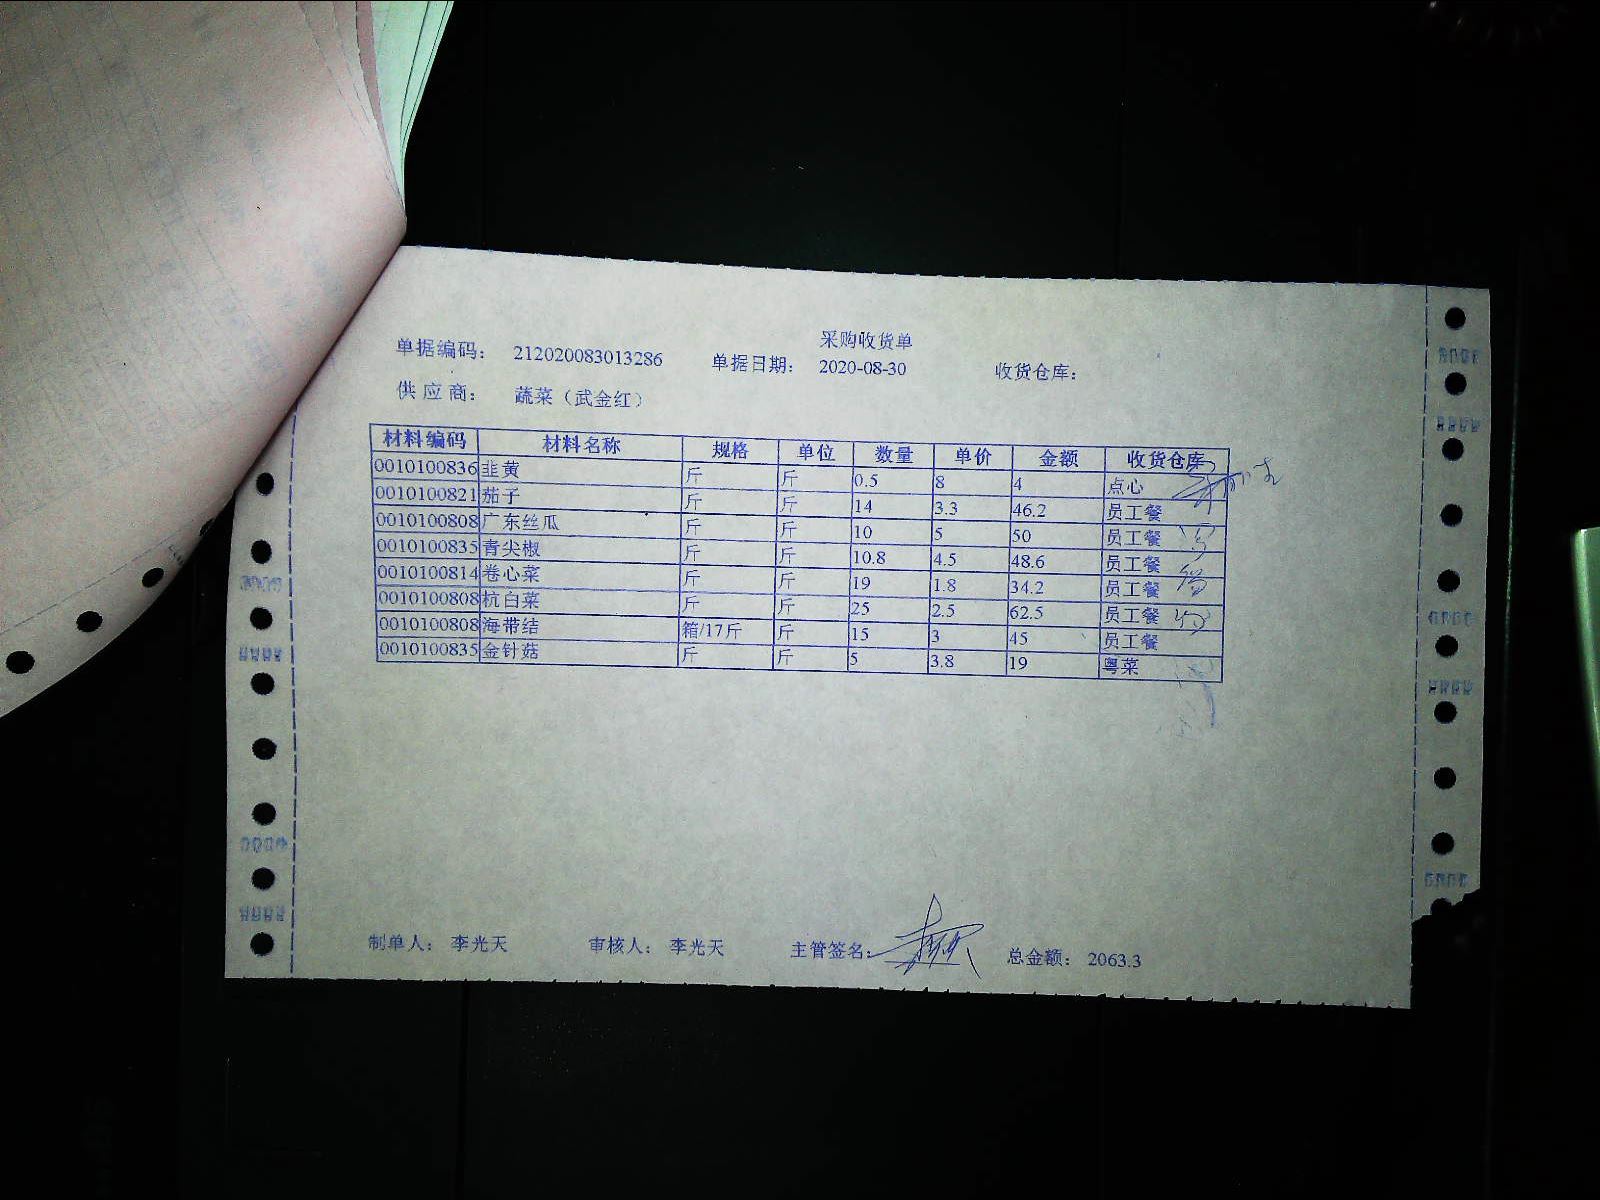 采购收货单
单据编码: 212020083013286 单据日期: 2020-08-30 收货仓库:
供应商: 蔬菜（武金红）
材料编码 材料名称 规格 单位 数量 单价 金额 收货仓库
0010100836 韭黄 斤 斤 0.5 8 4 点心
0010100821 茄子 斤 斤 14 3.3 46.2 员工餐
0010100808 广东丝瓜 斤 斤 10 5 50 员工餐
0010100835 青尖椒 斤 斤 10.8 4.5 48.6 员工餐
0010100814 卷心菜 斤 斤 19 1.8 34.2 员工餐
0010100808 杭白菜 斤 斤 25 2.5 62.5 员工餐
0010100808 海带结 箱/17斤 斤 15 3 45 员工餐
0010100835 金针菇 斤 斤 5 3.8 19 粤菜
制单人: 李光天 审核人: 李光天 主管签名: 总金额: 2063.3